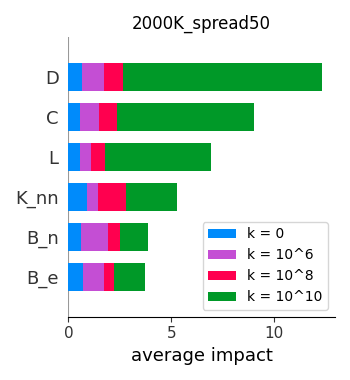 2000K_spread50
D
C
L
K_nn
B_n
B_e
k = 0
k = 10^6
k = 10^8
k = 10^10
0 5 10
average impact